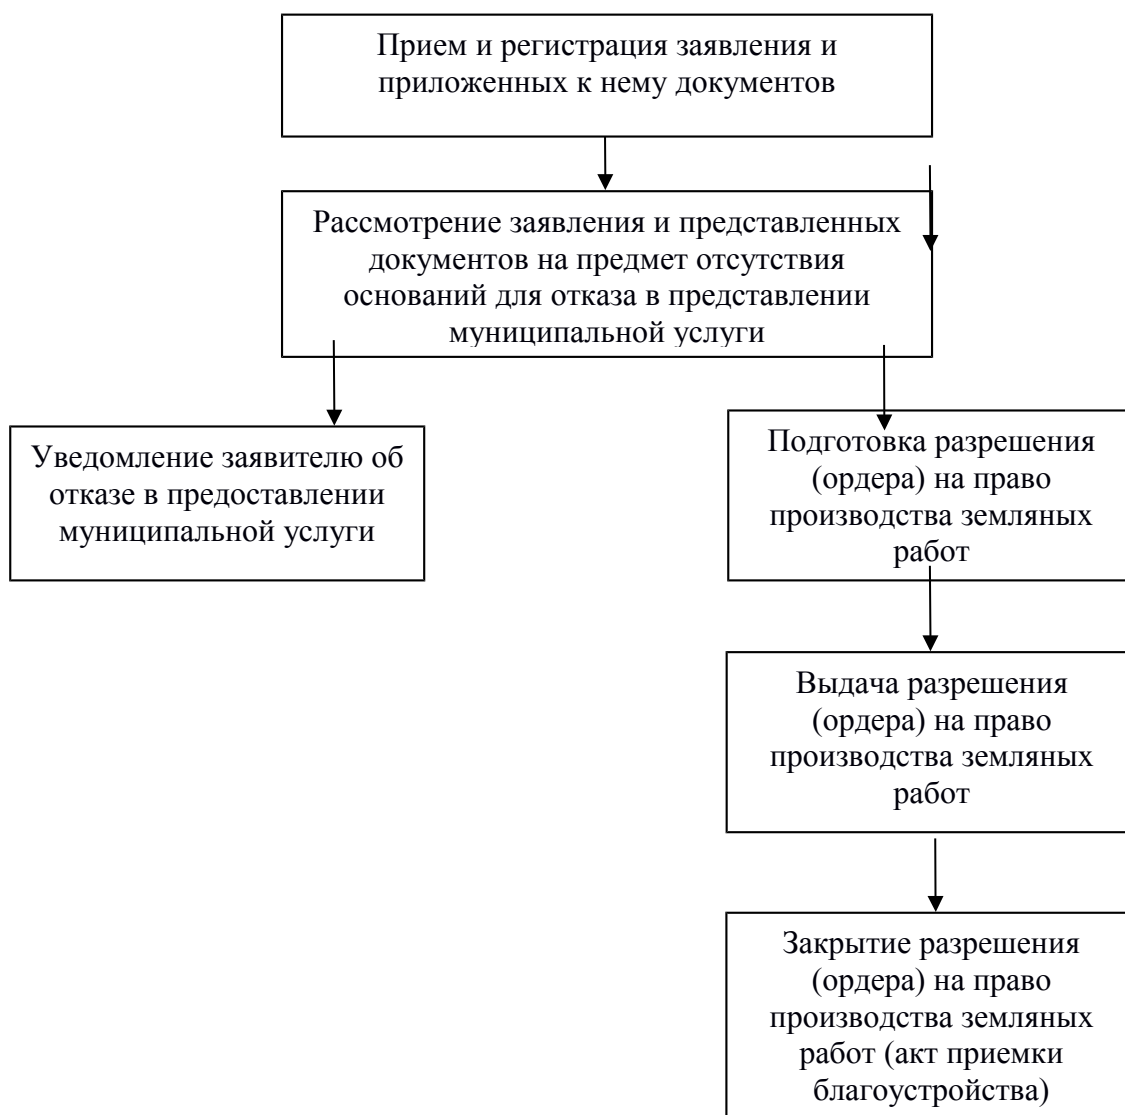 Прием и регистрация заявления и
приложенных к нему документов
Рассмотрение заявления и представленных
документов на предмет отсутствия
оснований для отказа в представлении
муниципальной услуги
Уведомление заявителю об
отказе в предоставлении
муниципальной услуги
Подготовка разрешения
(ордера) на право
производства земляных
работ
Выдача разрешения
(ордера) на право
производства земляных
работ
Закрытие разрешения
(ордера) на право
производства земляных
работ (акт приемки
благоустройства)